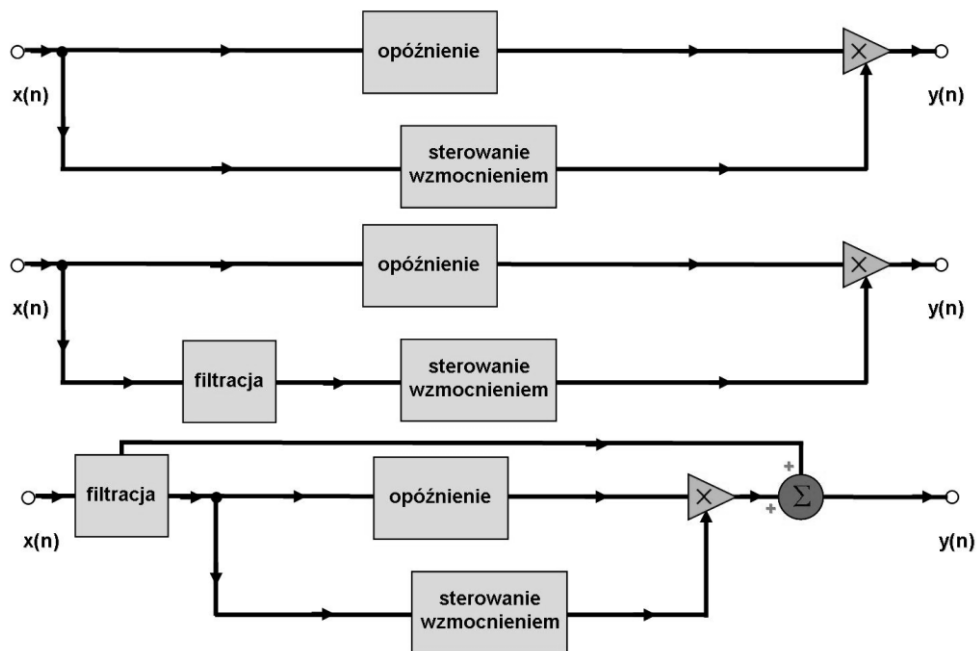 opóźnienie
×
x(n)
y(n)
sterowanie
wzmocnieniem
opóźnienie
×
x(n)
y(n)
filtracja
sterowanie
wzmocnieniem
+
filtracja
opóźnienie
×
+
Σ
x(n)
y(n)
sterowanie
wzmocnieniem